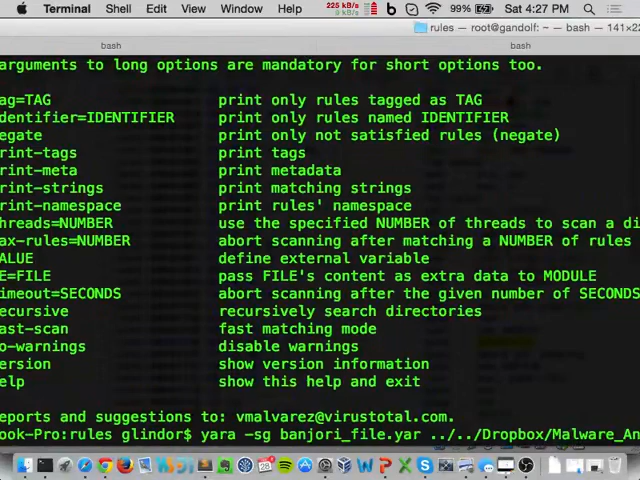 Terminal Shell Edit View Window Help 225 kB/s 0 kB/s 99% Sat 4:27 PM
rules — root@gandolf: ~ — bash — 141×22
bash bash
arguments to long options are mandatory for short options too.
ag=TAG print only rules tagged as TAG
dentifier=IDENTIFIER print only rules named IDENTIFIER
egate print only not satisfied rules (negate)
rint-tags print tags
rint-meta print metadata
rint-strings print matching strings
rint-namespace print rules' namespace
hreads=NUMBER use the specified NUMBER of threads to scan a di
ax-rules=NUMBER abort scanning after matching a NUMBER of rules
ALUE define external variable
E=FILE pass FILE's content as extra data to MODULE
imeout=SECONDS abort scanning after the given number of SECONDS
ecursive recursively search directories
ast-scan fast matching mode
o-warnings disable warnings
ersion show version information
elp show this help and exit
eports and suggestions to: vmalvarez@virustotal.com.
ook-Pro:rules glindor$ yara -sg banjori_file.yar ../../Dropbox/Malware_An